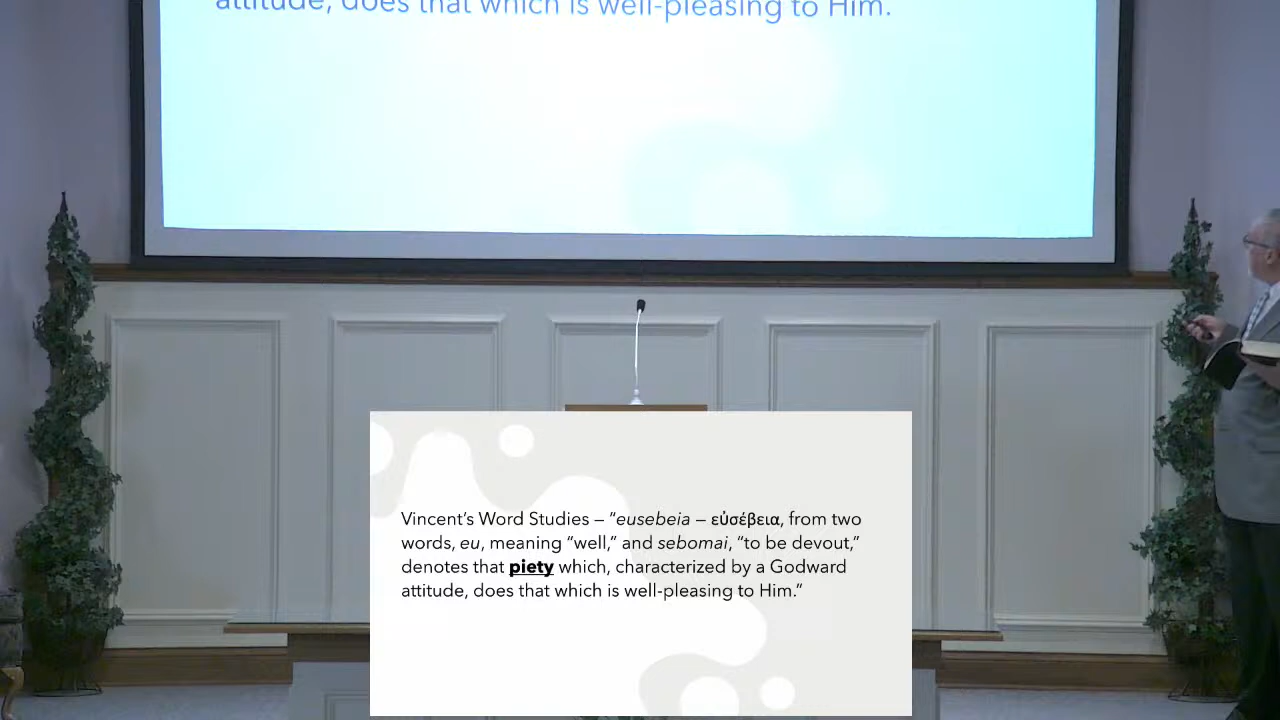 attitude, does that which is well-pleasing to Him.
Vincent's Word Studies – “eusebeia – εὐσέβεια, from two
words, eu, meaning “well,” and sebomai, “to be devout,”
denotes that piety which, characterized by a Godward
attitude, does that which is well-pleasing to Him.”